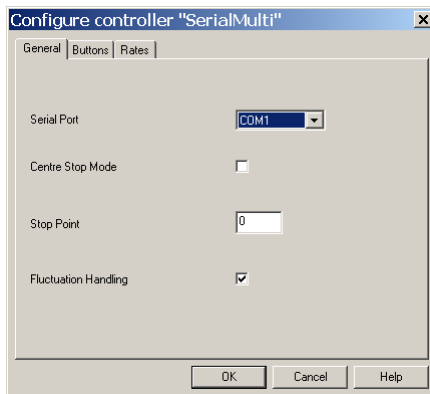 Configure controller "SerialMulti"
General Buttons Rates
Serial Port COM1
Centre Stop Mode
Stop Point 0
Fluctuation Handling
OK Cancel Help